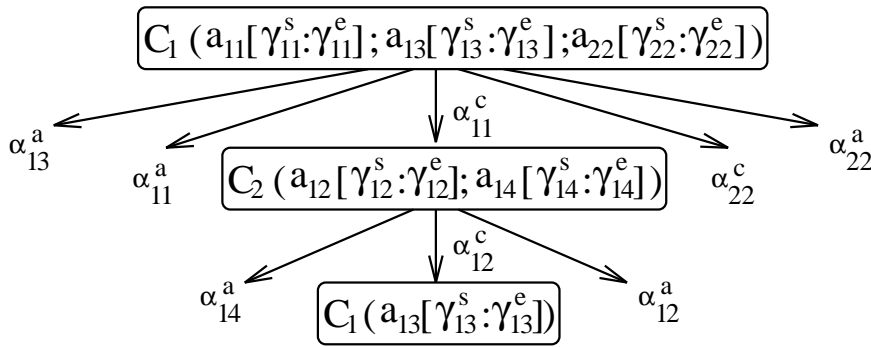 C₁ (a₁₁[γ₁₁ˢ:γ₁₁ᵉ];a₁₃[γ₁₃ˢ:γ₁₃ᵉ];a₂₂[γ₂₂ˢ:γ₂₂ᵉ])
α₁₃ᵃ α₁₁ᵃ α₁₁ᶜ α₂₂ᶜ α₂₂ᵃ
C₂ (a₁₂[γ₁₂ˢ:γ₁₂ᵉ];a₁₄[γ₁₄ˢ:γ₁₄ᵉ])
α₁₄ᵃ α₁₂ᶜ α₁₂ᵃ
C₁(a₁₃[γ₁₃ˢ:γ₁₃ᵉ])